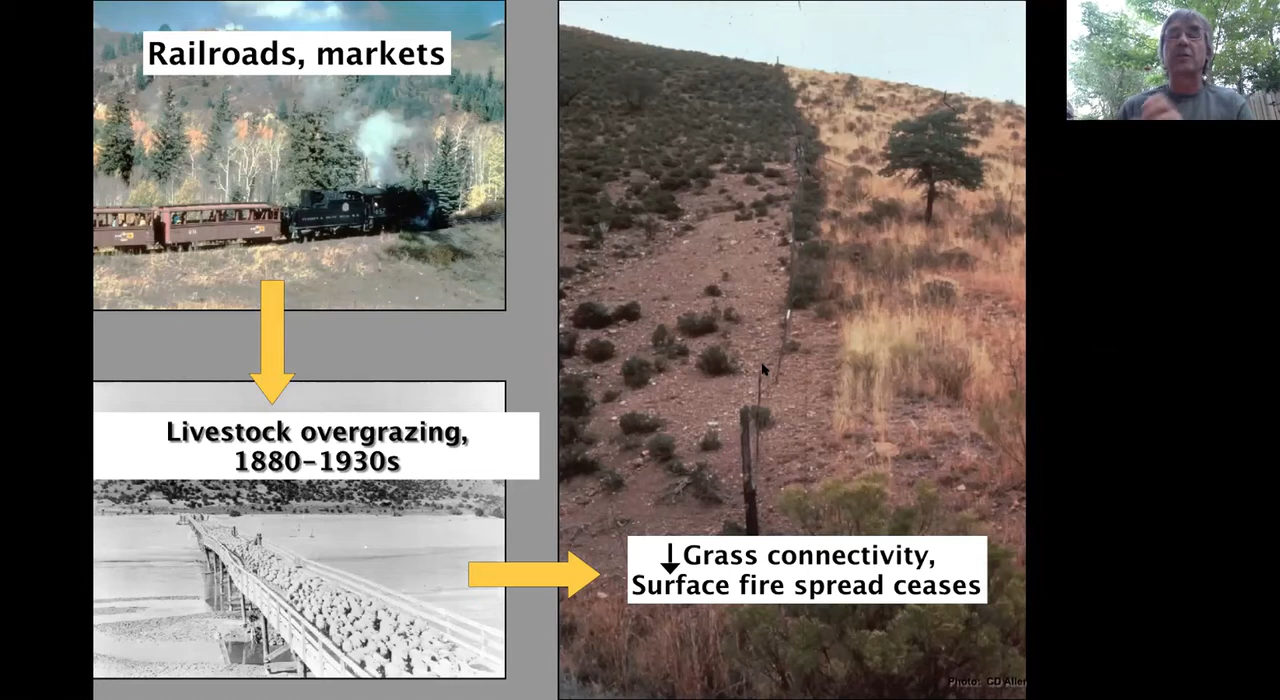 Railroads, markets
Livestock overgrazing,
1880-1930s
↓Grass connectivity,
Surface fire spread ceases
Photo: CD Allen